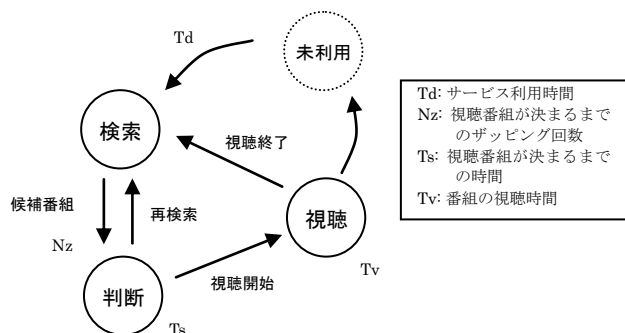 Td
未利用
検索
視聴終了
候補番組
再検索
Nz
視聴
判断
視聴開始
Tv
Ts
Td: サービス利用時間
Nz: 視聴番組が決まるまで
のザッピング回数
Ts: 視聴番組が決まるまで
の時間
Tv: 番組の視聴時間